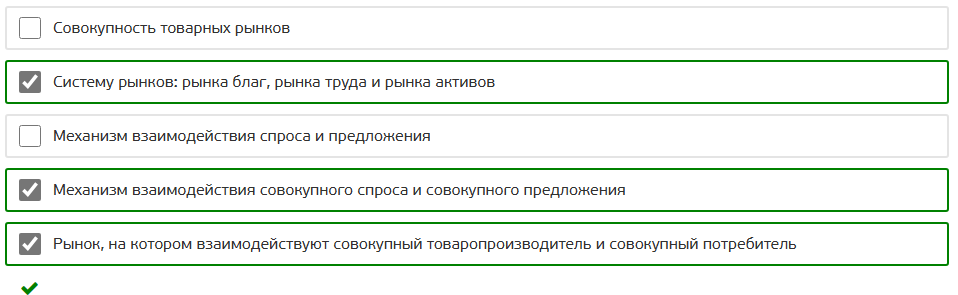 Совокупность товарных рынков
Систему рынков: рынка благ, рынка труда и рынка активов
Механизм взаимодействия спроса и предложения
Механизм взаимодействия совокупного спроса и совокупного предложения
Рынок, на котором взаимодействуют совокупный товаропроизводитель и совокупный потребитель